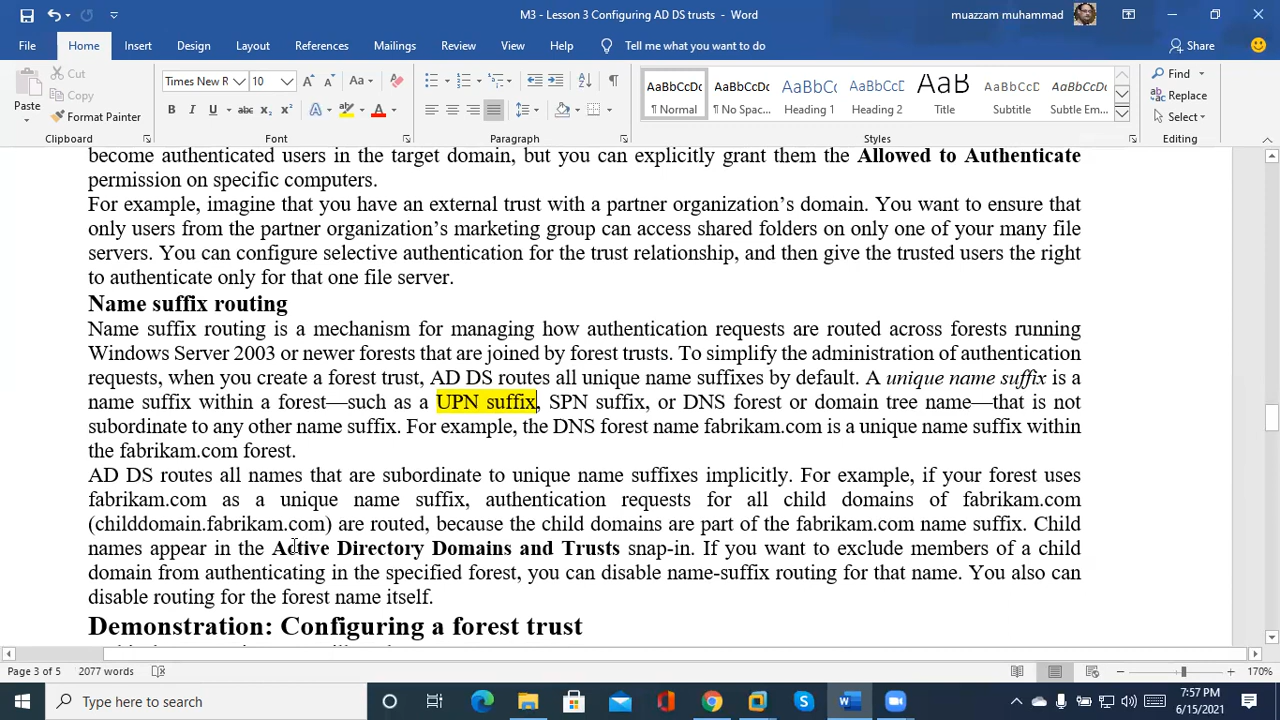 M3 - Lesson 3 Configuring AD DS trusts - Word
muazzam muhammad
File Home Insert Design Layout References Mailings Review View Help Tell me what you want to do Share
Paste
Cut
Copy
Format Painter
Clipboard
Times New R 10
Aa
B I U abc x₂ x² A A
Font
Paragraph
AaBbCcDc AaBbCcDc AaBbCc AaBbCcC AaB AaBbCcC AaBbCcDc
¶ Normal ¶ No Spac... Heading 1 Heading 2 Title Subtitle Subtle Em...
Styles
Find
Replace
Select
Editing
become authenticated users in the target domain, but you can explicitly grant them the Allowed to Authenticate
permission on specific computers.
For example, imagine that you have an external trust with a partner organization’s domain. You want to ensure that
only users from the partner organization’s marketing group can access shared folders on only one of your many file
servers. You can configure selective authentication for the trust relationship, and then give the trusted users the right
to authenticate only for that one file server.
Name suffix routing
Name suffix routing is a mechanism for managing how authentication requests are routed across forests running
Windows Server 2003 or newer forests that are joined by forest trusts. To simplify the administration of authentication
requests, when you create a forest trust, AD DS routes all unique name suffixes by default. A unique name suffix is a
name suffix within a forest—such as a UPN suffix, SPN suffix, or DNS forest or domain tree name—that is not
subordinate to any other name suffix. For example, the DNS forest name fabrikam.com is a unique name suffix within
the fabrikam.com forest.
AD DS routes all names that are subordinate to unique name suffixes implicitly. For example, if your forest uses
fabrikam.com as a unique name suffix, authentication requests for all child domains of fabrikam.com
(childdomain.fabrikam.com) are routed, because the child domains are part of the fabrikam.com name suffix. Child
names appear in the Active Directory Domains and Trusts snap-in. If you want to exclude members of a child
domain from authenticating in the specified forest, you can disable name-suffix routing for that name. You also can
disable routing for the forest name itself.
Demonstration: Configuring a forest trust
Page 3 of 5 2077 words 170%
Type here to search
7:57 PM
6/15/2021